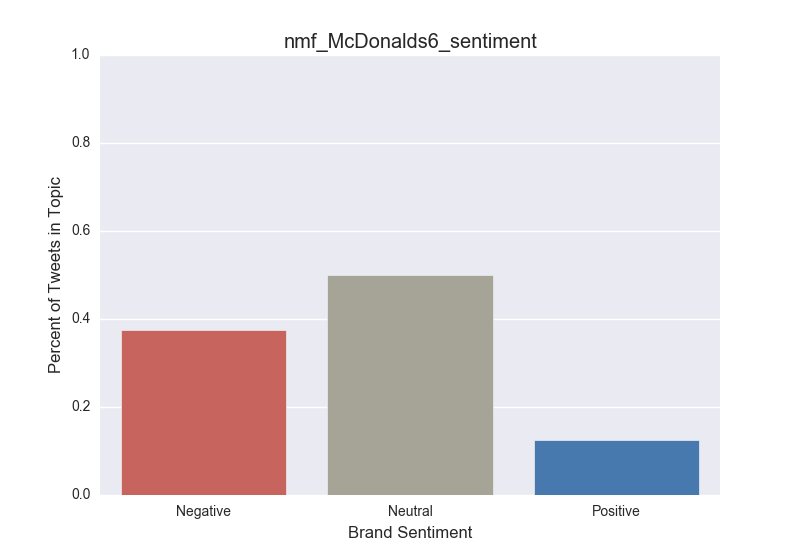 nmf_McDonalds6_sentiment
1.0
0.8
0.6
0.4
0.2
0.0
Percent of Tweets in Topic
Negative Neutral Positive
Brand Sentiment